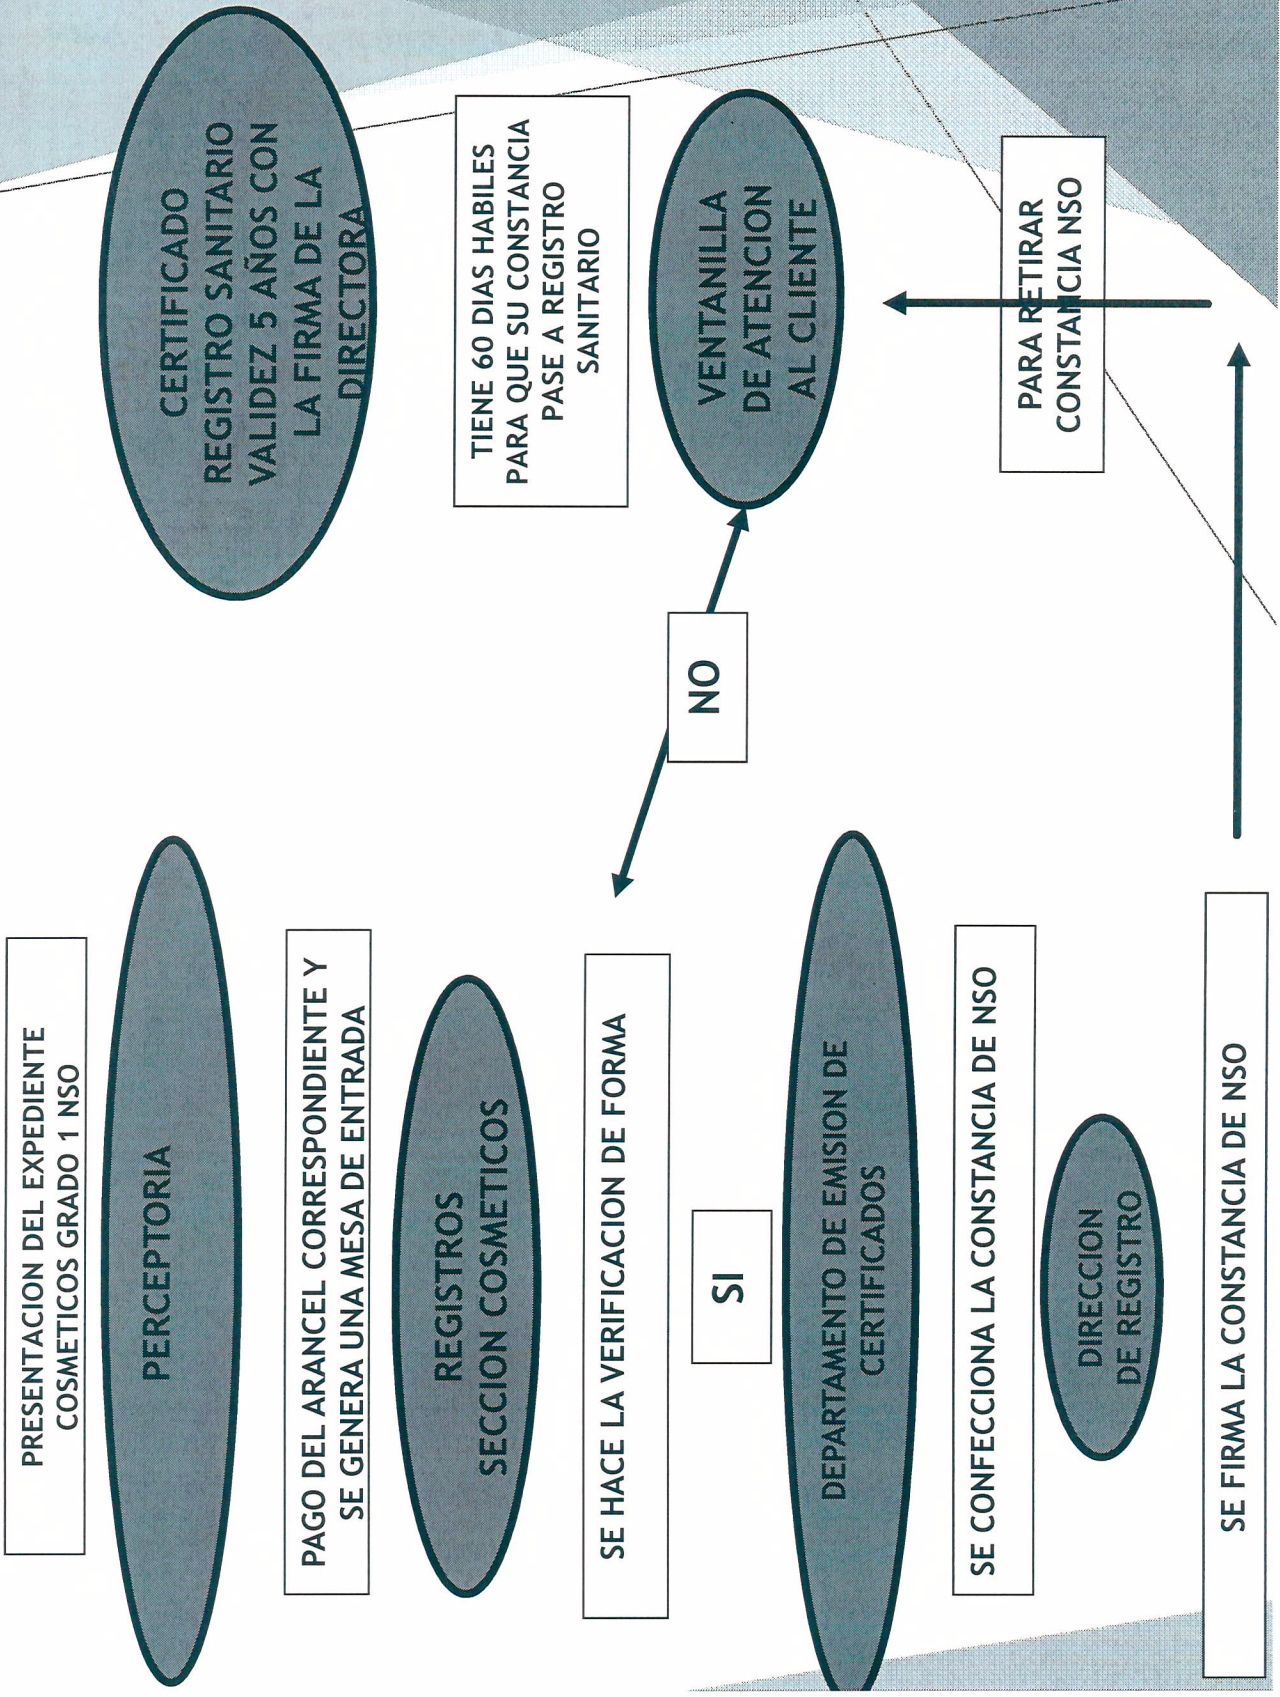 PRESENTACION DEL EXPEDIENTE
COSMETICOS GRADO 1 NSO
PERCEPTORIA
PAGO DEL ARANCEL CORRESPONDIENTE Y
SE GENERA UNA MESA DE ENTRADA
REGISTROS
SECCION COSMETICOS
SE HACE LA VERIFICACION DE FORMA
SI
DEPARTAMENTO DE EMISION DE
CERTIFICADOS
SE CONFECCIONA LA CONSTANCIA DE NSO
DIRECCION
DE REGISTRO
SE FIRMA LA CONSTANCIA DE NSO
NO
CERTIFICADO
REGISTRO SANITARIO
VALIDEZ 5 AÑOS CON
LA FIRMA DE LA
DIRECTORA
TIENE 60 DIAS HABILES
PARA QUE SU CONSTANCIA
PASE A REGISTRO
SANITARIO
VENTANILLA
DE ATENCION
AL CLIENTE
PARA RETIRAR
CONSTANCIA NSO